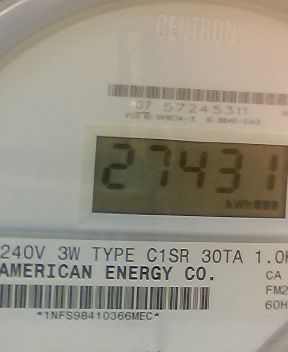 CENTRON
07 57245311
27431
kWh
240V 3W TYPE C1SR 30TA 1.0
AMERICAN ENERGY CO.
CA
FM2
60H
*1NFS98410366MEC*